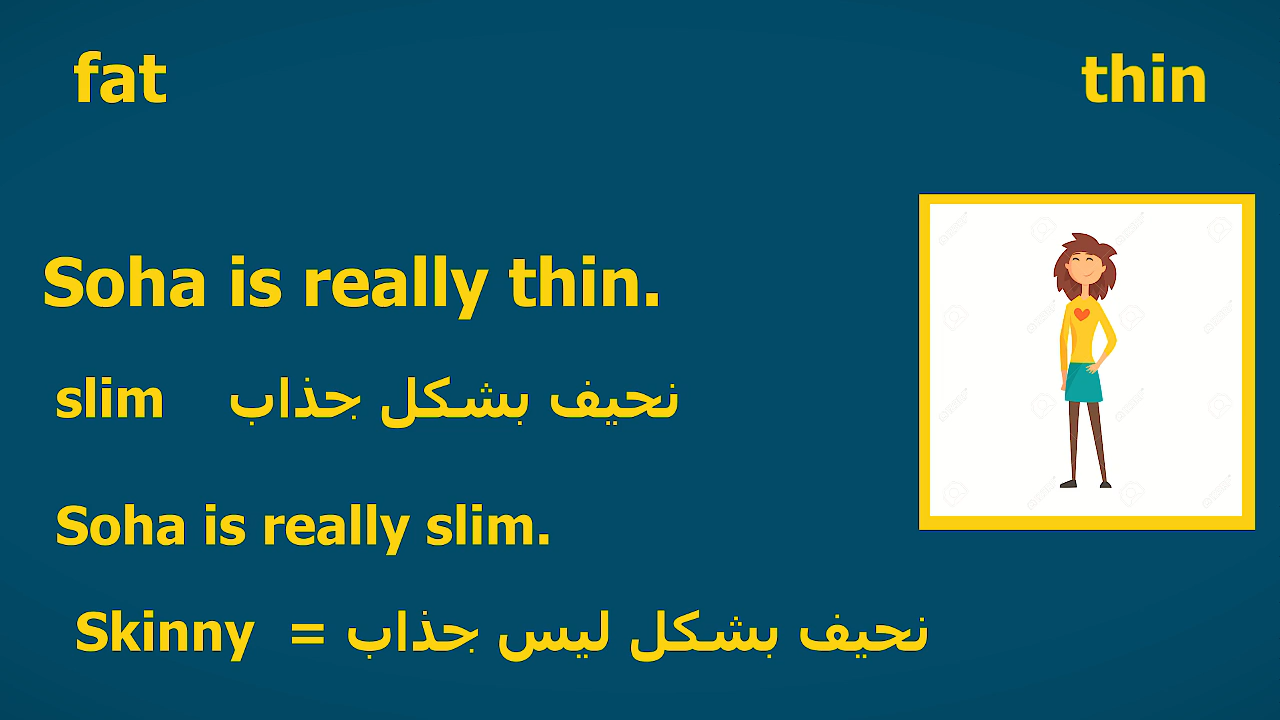 fat thin
Soha is really thin.
slim نحيف بشكل جذاب
Soha is really slim.
Skinny = نحيف بشكل ليس جذاب